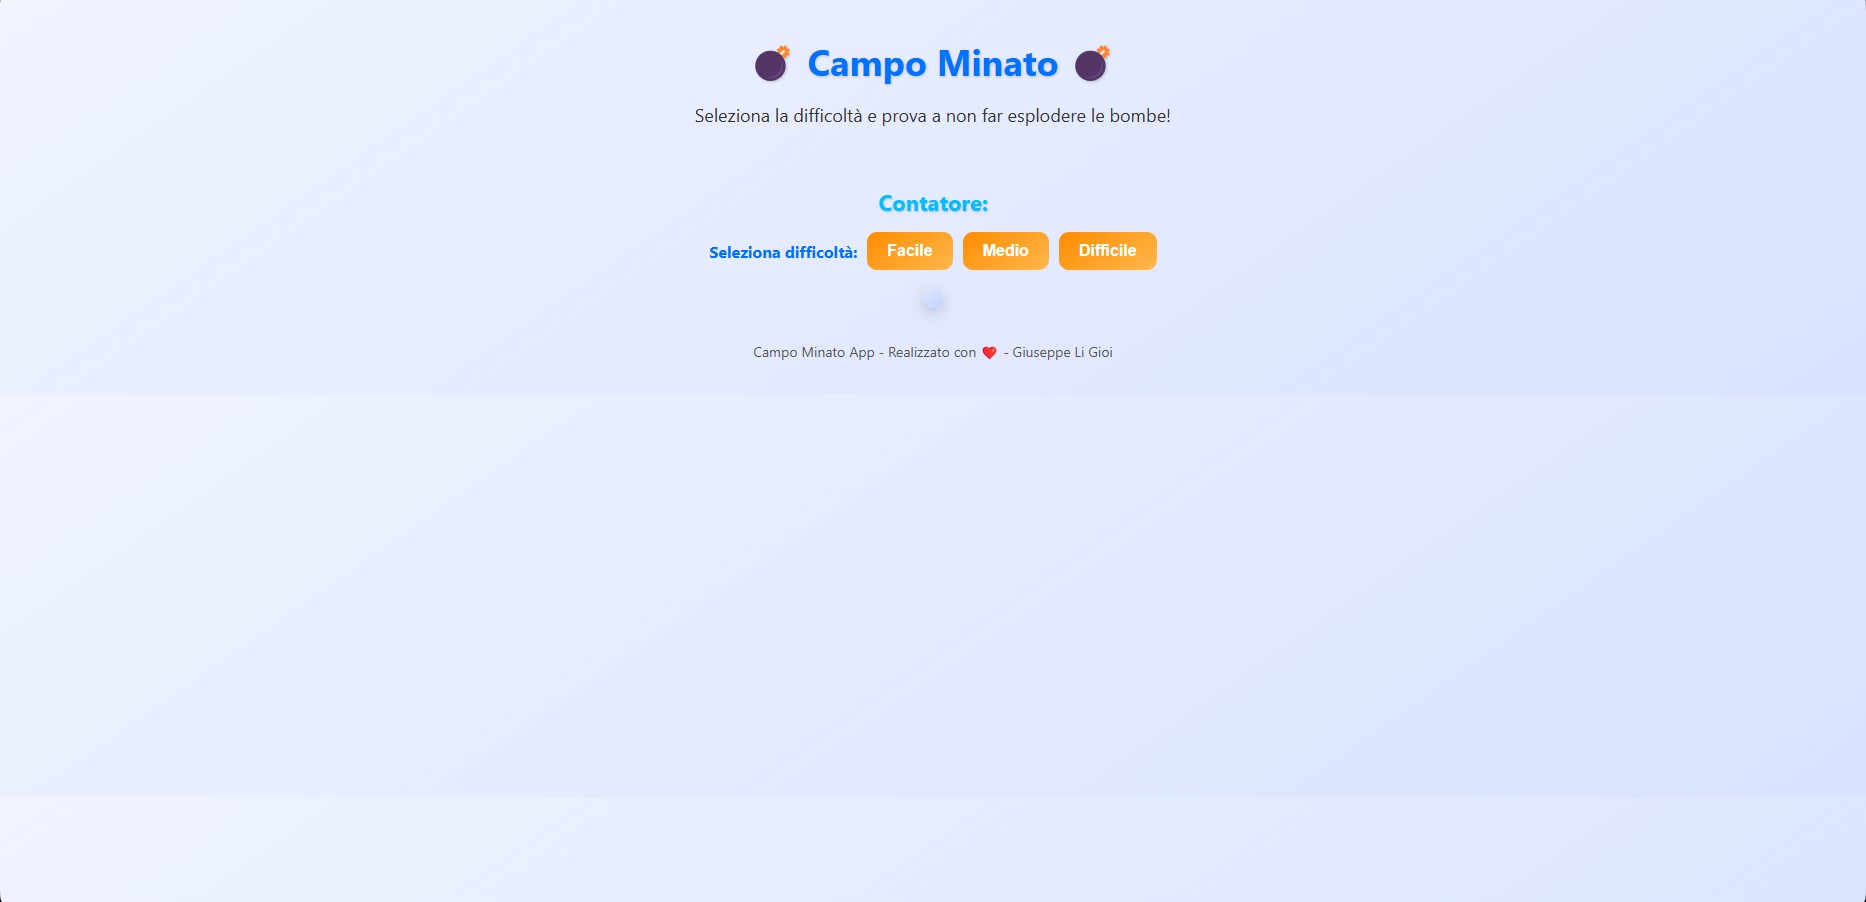 💣 Campo Minato 💣
Seleziona la difficoltà e prova a non far esplodere le bombe!
Contatore:
Seleziona difficoltà: Facile Medio Difficile
Campo Minato App - Realizzato con ❤️ - Giuseppe Li Gioi